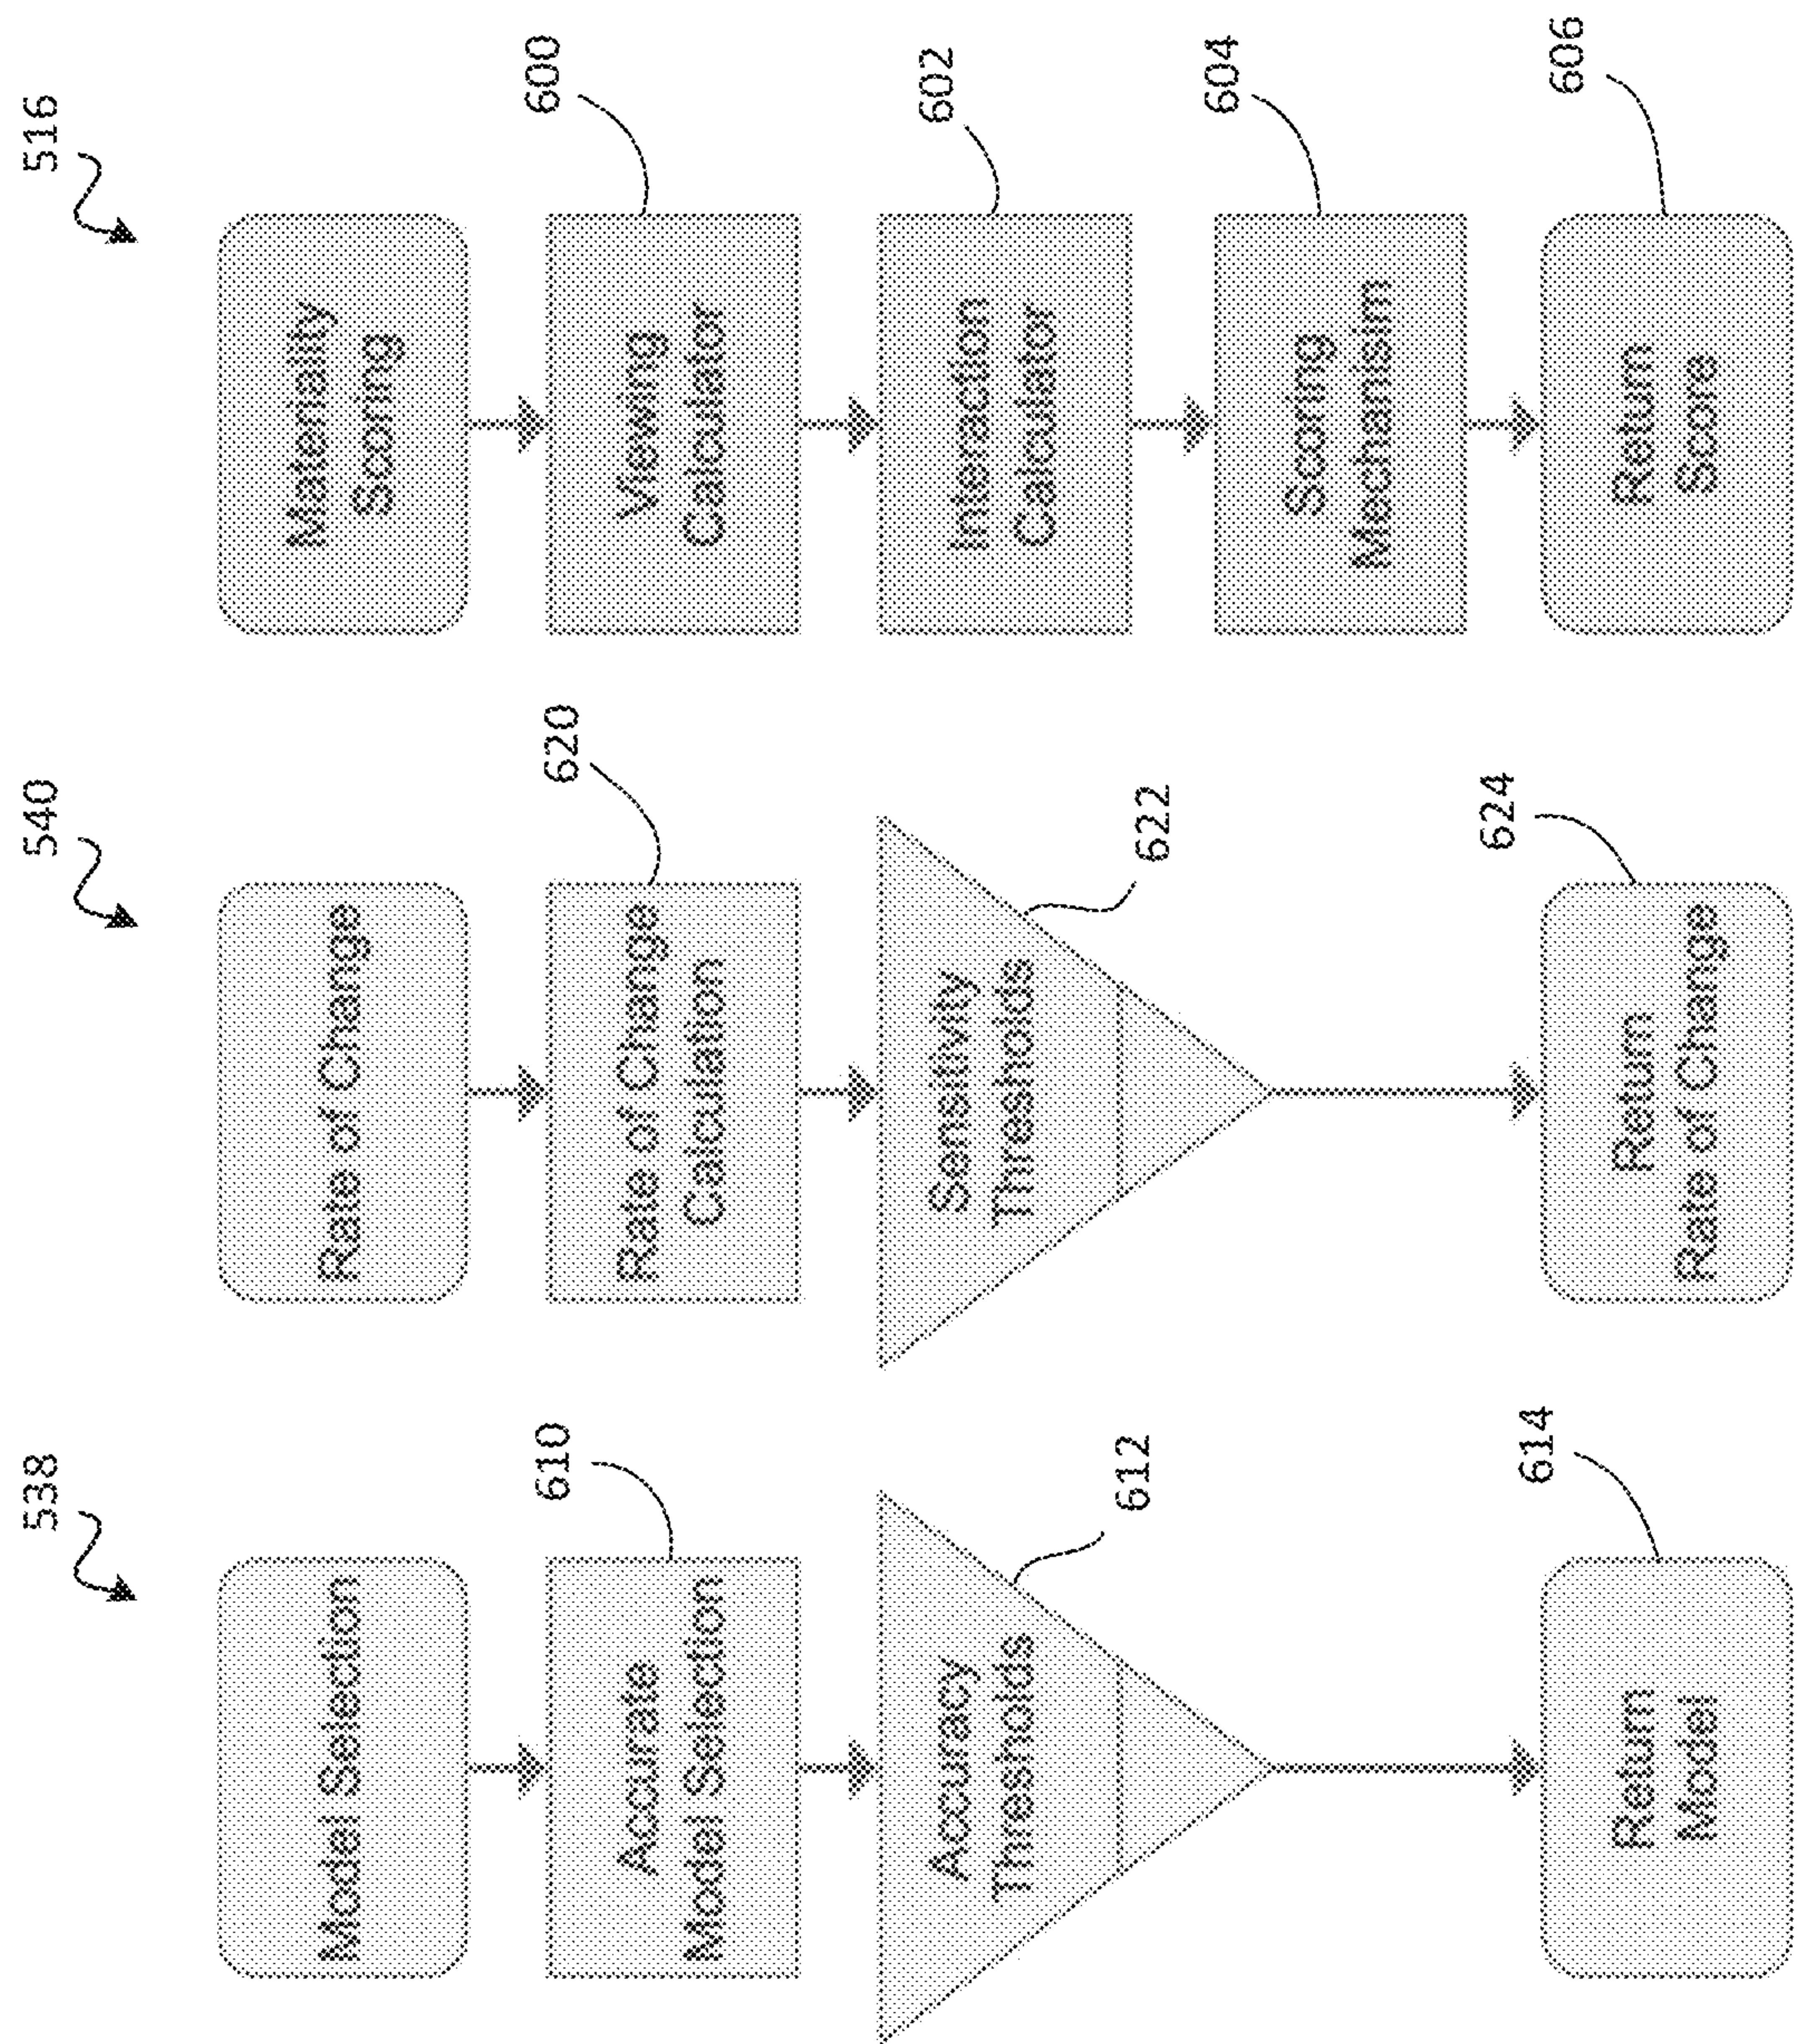 538
Model Selection
610
Accurate
Model Selection
Accuracy
Thresholds
612
614
Return
Model
540
Rate of Change
620
Rate of Change
Calculation
Sensitivity
Thresholds
622
624
Return
Rate of Change
516
Materiality
Scoring
600
Viewing
Calculator
602
Interaction
Calculator
604
Scoring
Mechanisim
606
Return
Score